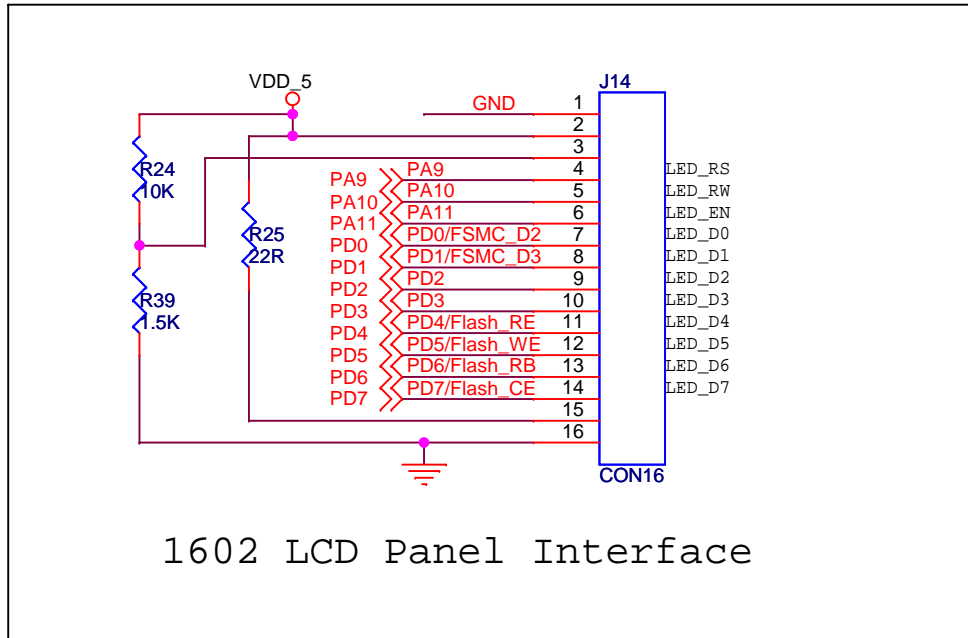 VDD_5
J14
GND 1
2
3
R24
10K
PA9 PA9 4 LED_RS
PA10 PA10 5 LED_RW
PA11 PA11 6 LED_EN
PD0 PD0/FSMC_D2 7 LED_D0
PD1 PD1/FSMC_D3 8 LED_D1
PD2 PD2 9 LED_D2
PD3 PD3 10 LED_D3
PD4 PD4/Flash_RE 11 LED_D4
PD5 PD5/Flash_WE 12 LED_D5
PD6 PD6/Flash_RB 13 LED_D6
PD7 PD7/Flash_CE 14 LED_D7
15
16
R25
22R
R39
1.5K
CON16
1602 LCD Panel Interface